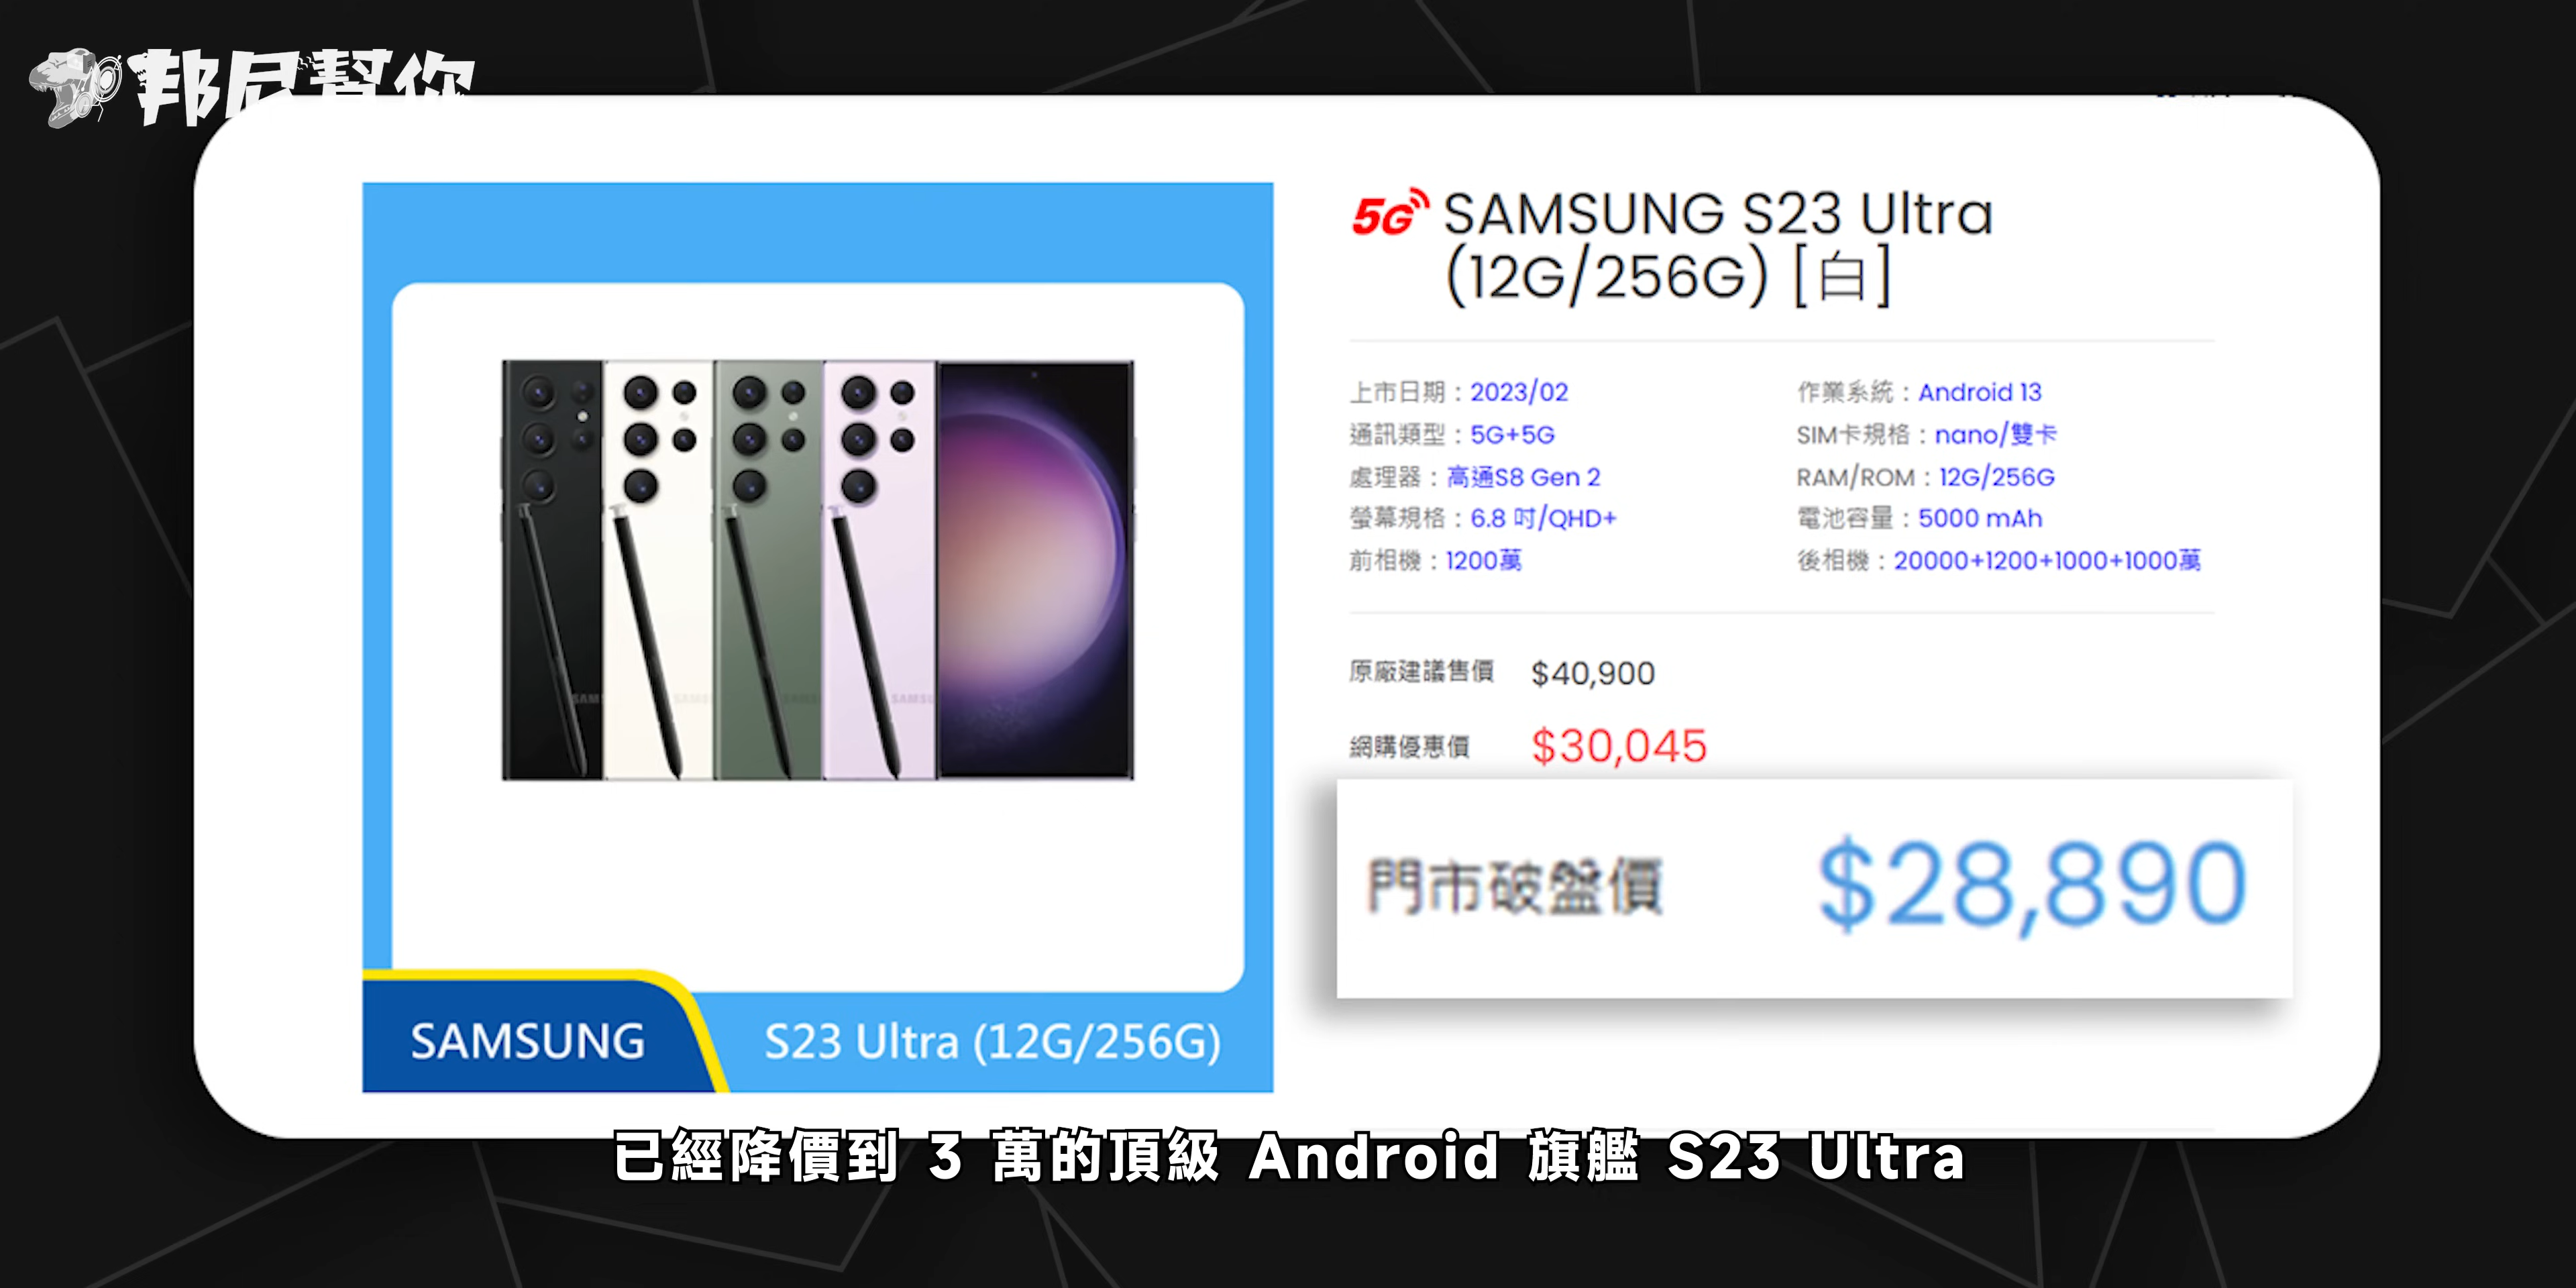 邦尼幫你
5G SAMSUNG S23 Ultra
(12G/256G) [白]
上市日期：2023/02
作業系統：Android 13
通訊類型：5G+5G
SIM卡規格：nano/雙卡
處理器：高通S8 Gen 2
RAM/ROM：12G/256G
螢幕規格：6.8 吋/QHD+
電池容量：5000 mAh
前相機：1200萬
後相機：20000+1200+1000+1000萬
原廠建議售價 $40,900
網購優惠價 $30,045
門市破盤價 $28,890
SAMSUNG
S23 Ultra (12G/256G)
已經降價到 3 萬的頂級 Android 旗艦 S23 Ultra